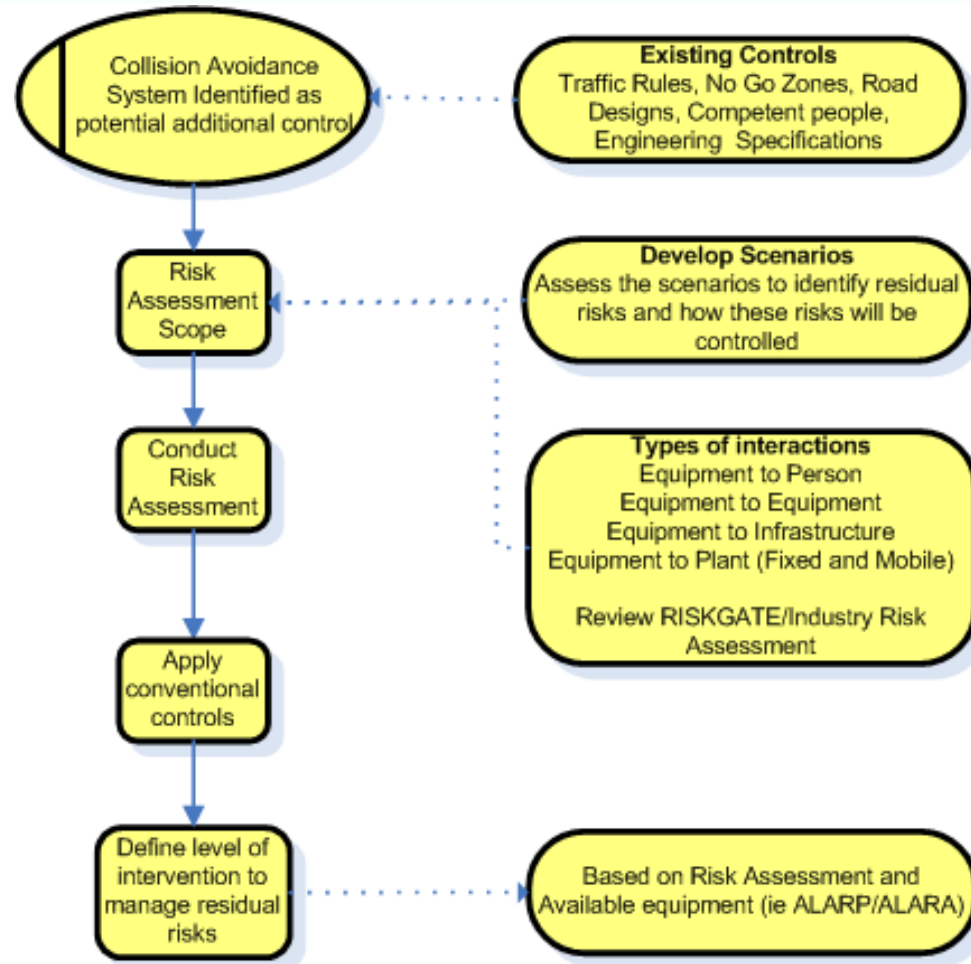 Collision Avoidance
System Identified as
potential additional control
Existing Controls
Traffic Rules, No Go Zones, Road
Designs, Competent people,
Engineering Specifications
Risk
Assessment
Scope
Develop Scenarios
Assess the scenarios to identify residual
risks and how these risks will be
controlled
Conduct
Risk
Assessment
Types of interactions
Equipment to Person
Equipment to Equipment
Equipment to Infrastructure
Equipment to Plant (Fixed and Mobile)
Review RISKGATE/Industry Risk
Assessment
Apply
conventional
controls
Define level of
intervention to
manage residual
risks
Based on Risk Assessment and
Available equipment (ie ALARP/ALARA)